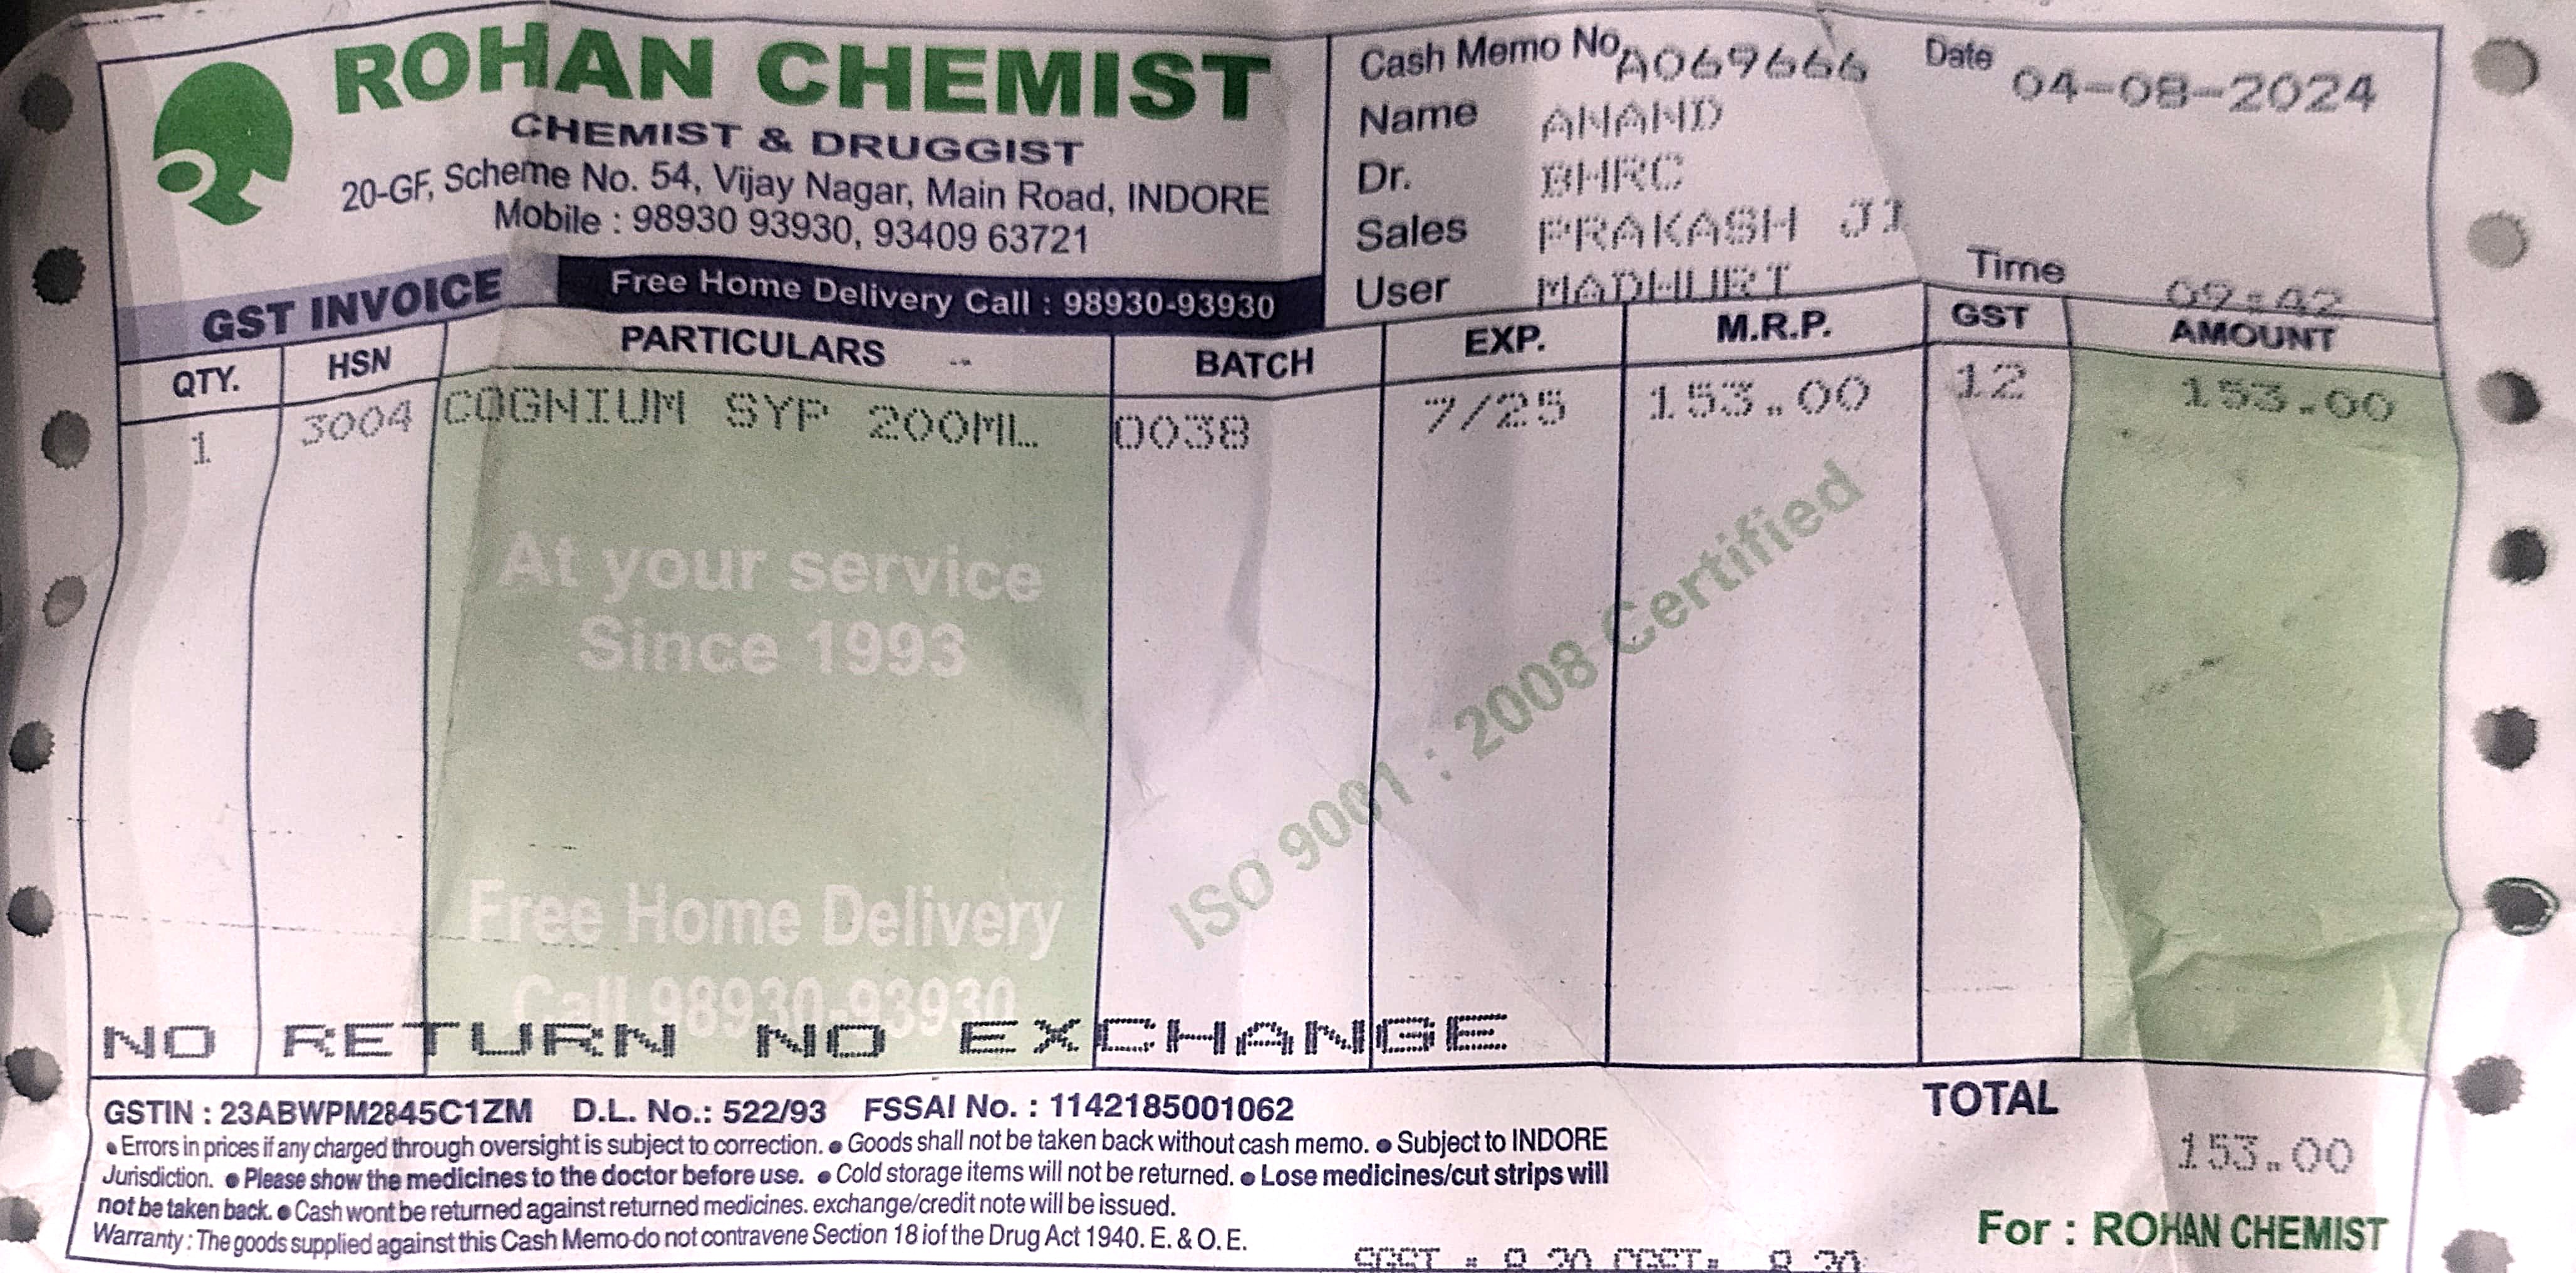 ROHAN CHEMIST
CHEMIST & DRUGGIST
20-GF, Scheme No. 54, Vijay Nagar, Main Road, INDORE
Mobile : 98930 93930, 93409 63721
GST INVOICE Free Home Delivery Call : 98930-93930
Cash Memo No A069666 Date 04-08-2024
Name ANAND
Dr. BHRC
Sales PRAKASH JI
User MADHURI Time 09:42
QTY. HSN PARTICULARS BATCH EXP. M.R.P. GST AMOUNT
1 3004 COGNIUM SYP 200ML 0038 7/25 153.00 12 153.00
At your service
Since 1993
ISO 9001 : 2008 Certified
Free Home Delivery
Call 98930-93930
NO RETURN NO EXCHANGE
GSTIN : 23ABWPM2845C1ZM D.L. No.: 522/93 FSSAI No. : 1142185001062
TOTAL
153.00
• Errors in prices if any charged through oversight is subject to correction. • Goods shall not be taken back without cash memo. • Subject to INDORE
Jurisdiction. • Please show the medicines to the doctor before use. • Cold storage items will not be returned. • Lose medicines/cut strips will
not be taken back. • Cash wont be returned against returned medicines. exchange/credit note will be issued.
Warranty : The goods supplied against this Cash Memo do not contravene Section 18 iof the Drug Act 1940. E. & O. E.
For : ROHAN CHEMIST